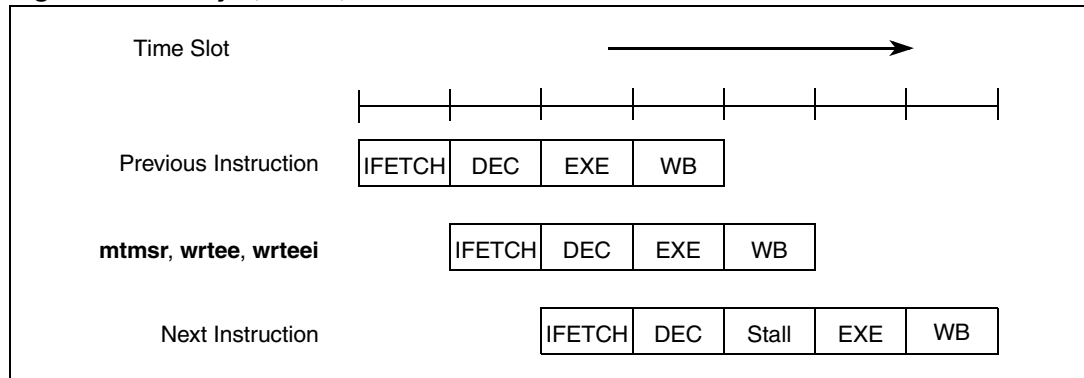 Time Slot
Previous Instruction IFETCH DEC EXE WB
mtmsr, wrtee, wrteei IFETCH DEC EXE WB
Next Instruction IFETCH DEC Stall EXE WB